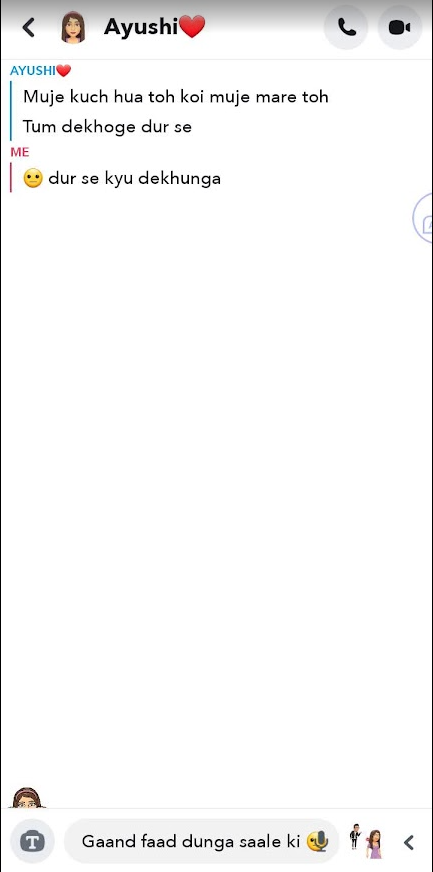 Ayushi❤️
AYUSHI❤️
Muje kuch hua toh koi muje mare toh
Tum dekhoge dur se
ME
😐 dur se kyu dekhunga
T
Gaand faad dunga saale ki